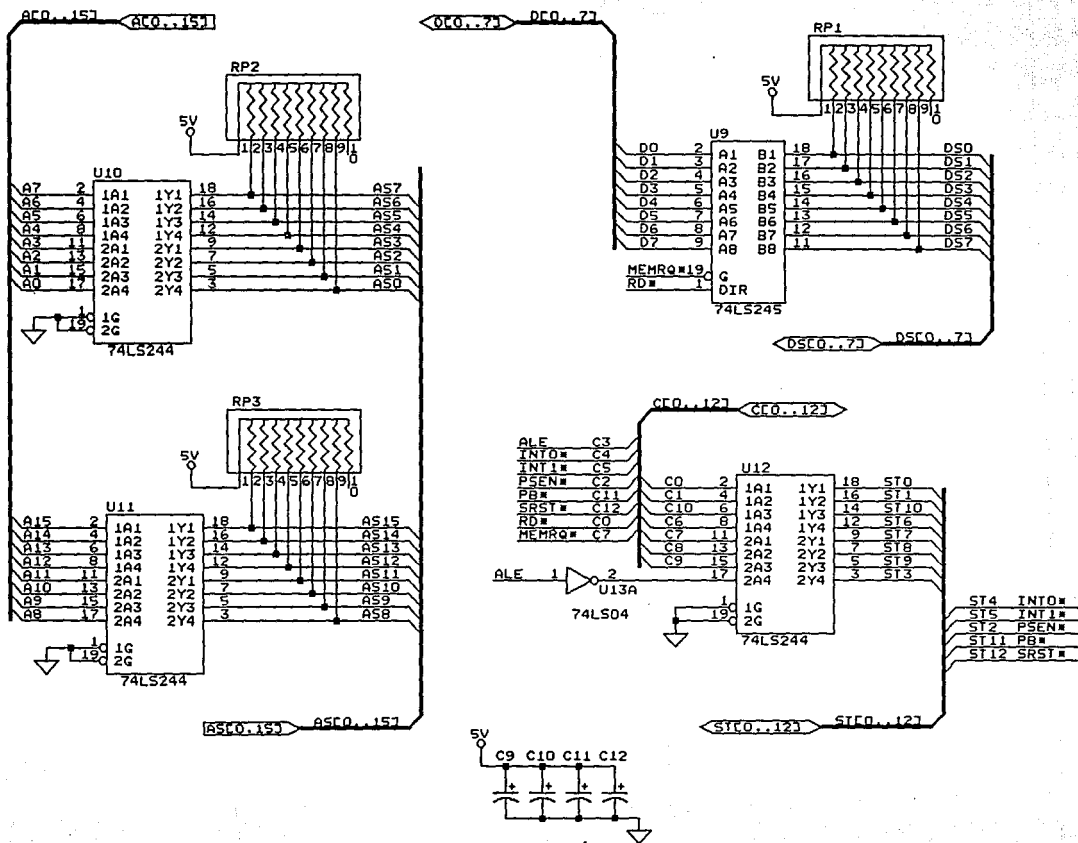 A[0..15] A[0..15]
D[0..7] D[0..7]
RP2
5V
1 2 3 4 5 6 7 8 9 10
U10
A7 2 1A1 1Y1 18 AS7
A6 4 1A2 1Y2 16 AS6
A5 6 1A3 1Y3 14 AS5
A4 8 1A4 1Y4 12 AS4
A3 11 2A1 2Y1 9 AS3
A2 13 2A2 2Y2 7 AS2
A1 15 2A3 2Y3 5 AS1
A0 17 2A4 2Y4 3 AS0
1 1G
19 2G
74LS244
RP1
5V
1 2 3 4 5 6 7 8 9 10
U9
D0 2 A1 B1 18 DS0
D1 3 A2 B2 17 DS1
D2 4 A3 B3 16 DS2
D3 5 A4 B4 15 DS3
D4 6 A5 B5 14 DS4
D5 7 A6 B6 13 DS5
D6 8 A7 B7 12 DS6
D7 9 A8 B8 11 DS7
MEMRQ* 19 G
RD* 1 DIR
74LS245
DS[0..7] DS[0..7]
RP3
5V
1 2 3 4 5 6 7 8 9 10
U11
A15 2 1A1 1Y1 18 AS15
A14 4 1A2 1Y2 16 AS14
A13 6 1A3 1Y3 14 AS13
A12 8 1A4 1Y4 12 AS12
A11 11 2A1 2Y1 9 AS11
A10 13 2A2 2Y2 7 AS10
A9 15 2A3 2Y3 5 AS9
A8 17 2A4 2Y4 3 AS8
1 1G
19 2G
74LS244
AS[0.15] AS[0..15]
C[0..12] C[0..12]
ALE C3
INT0* C4
INT1* C5
PSEN* C2
PB* C11
SRST* C12
RD* C0
MEMRQ* C7
U12
C0 2 1A1 1Y1 18 ST0
C1 4 1A2 1Y2 16 ST1
C10 6 1A3 1Y3 14 ST10
C6 8 1A4 1Y4 12 ST6
C7 11 2A1 2Y1 9 ST7
C8 13 2A2 2Y2 7 ST8
C9 15 2A3 2Y3 5 ST9
ALE 1 2 17 2A4 2Y4 3 ST3
U13A
74LS04
1 1G
19 2G
74LS244
ST4 INT0*
ST5 INT1*
ST2 PSEN*
ST11 PB*
ST12 SRST*
ST[0..12] ST[0..12]
5V
C9 C10 C11 C12
+ + + +